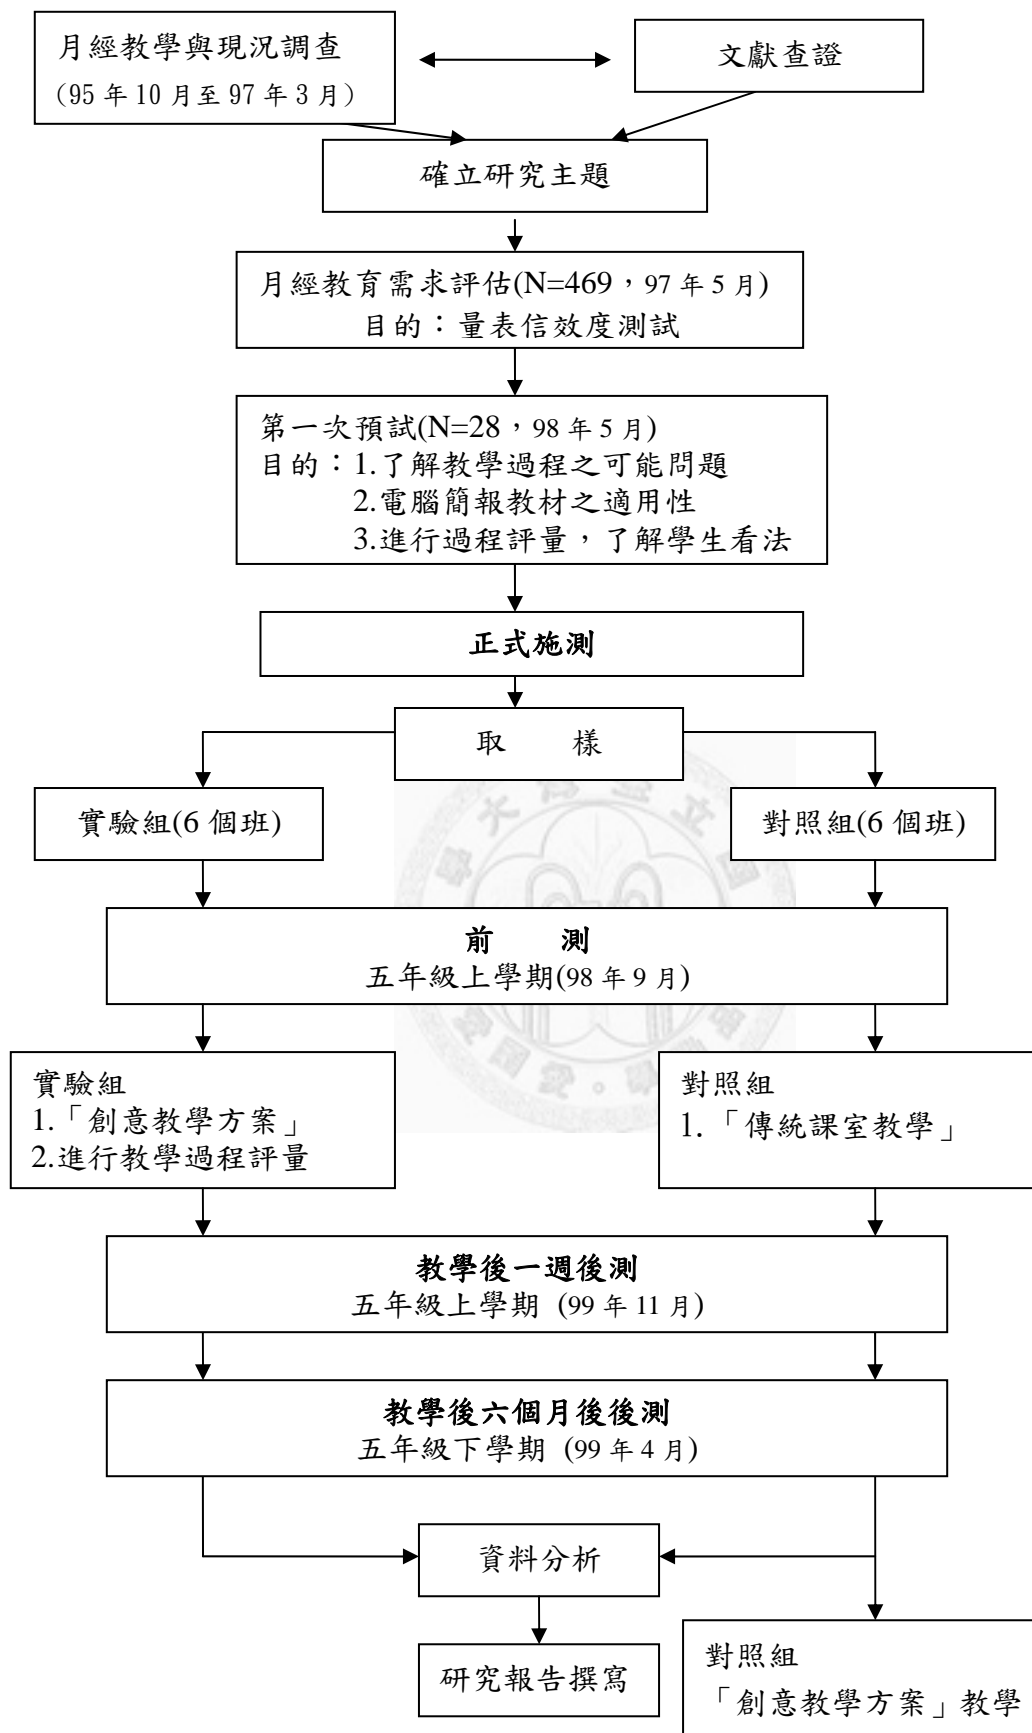 月經教學與現況調查
(95 年 10 月至 97 年 3 月)
文獻查證
確立研究主題
月經教育需求評估(N=469,97 年 5 月)
目的:量表信效度測試
第一次預試(N=28,98 年 5 月)
目的:1.了解教學過程之可能問題
2.電腦簡報教材之適用性
3.進行過程評量,了解學生看法
正式施測
取 樣
實驗組(6 個班)
對照組(6 個班)
前 測
五年級上學期(98 年 9 月)
實驗組
1.「創意教學方案」
2.進行教學過程評量
對照組
1.「傳統課室教學」
教學後一週後測
五年級上學期 (99 年 11 月)
教學後六個月後後測
五年級下學期 (99 年 4 月)
資料分析
研究報告撰寫
對照組
「創意教學方案」教學